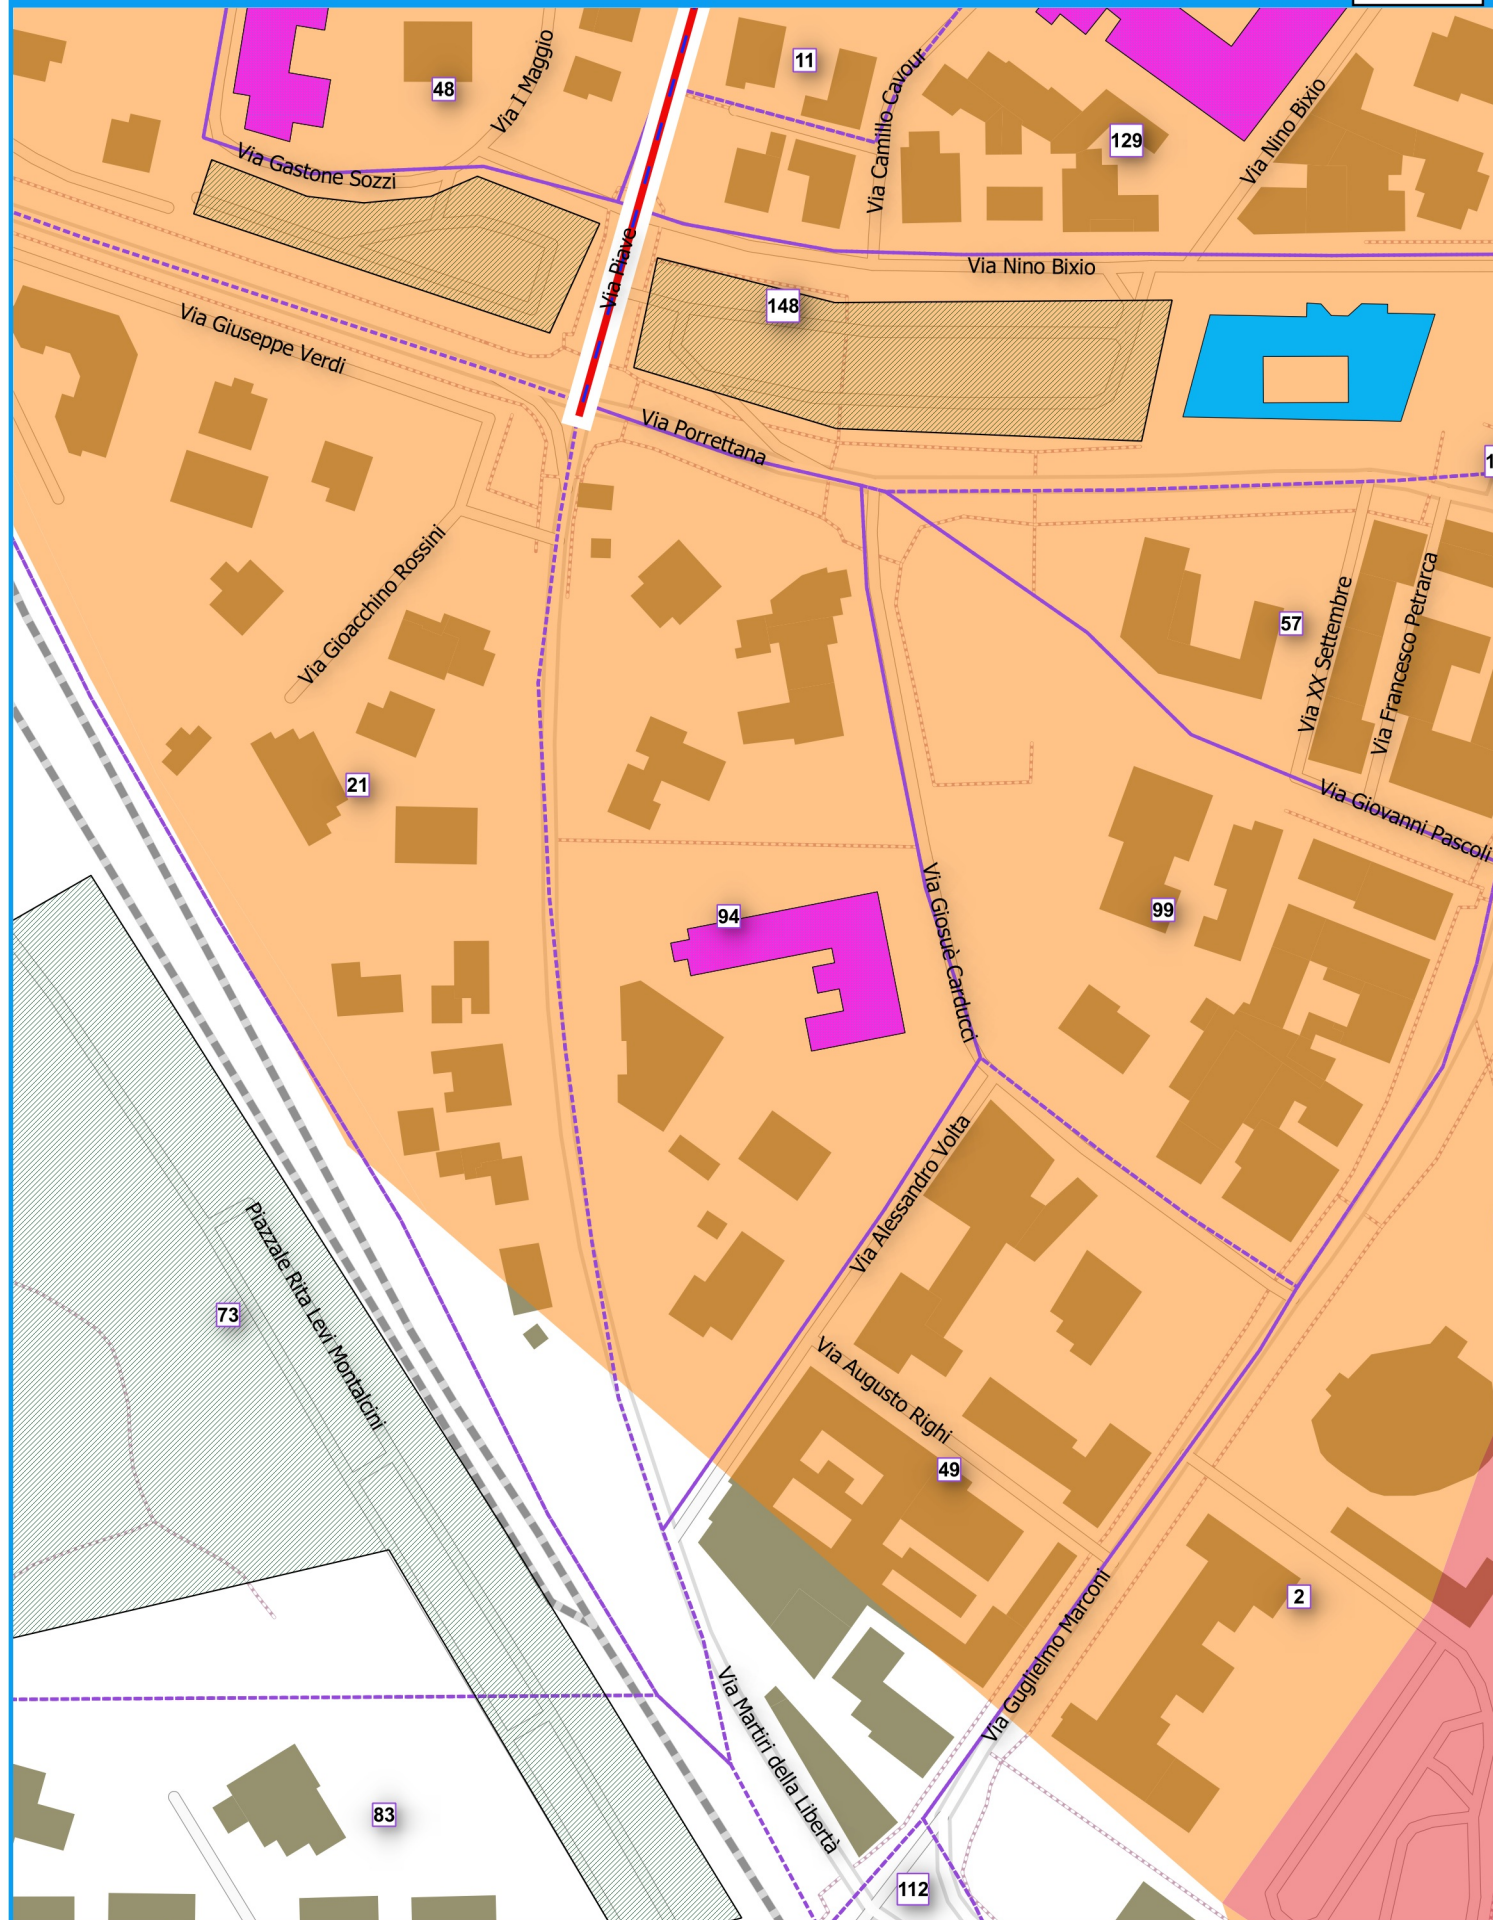 11
48
Via I Maggio
Via Camillo Cavour
129
Via Nino Bixio
Via Gastone Sozzi
Via Piave
Via Nino Bixio
148
Via Giuseppe Verdi
Via Porrettana
1
Via Gioacchino Rossini
57
Via XX Settembre
Via Francesco Petrarca
21
Via Giovanni Pascoli
94
99
Via Giosuè Carducci
Via Alessandro Volta
Piazzale Rita Levi Montalcini
73
Via Augusto Righi
49
2
Via Guglielmo Marconi
Via Martiri della Libertà
83
112